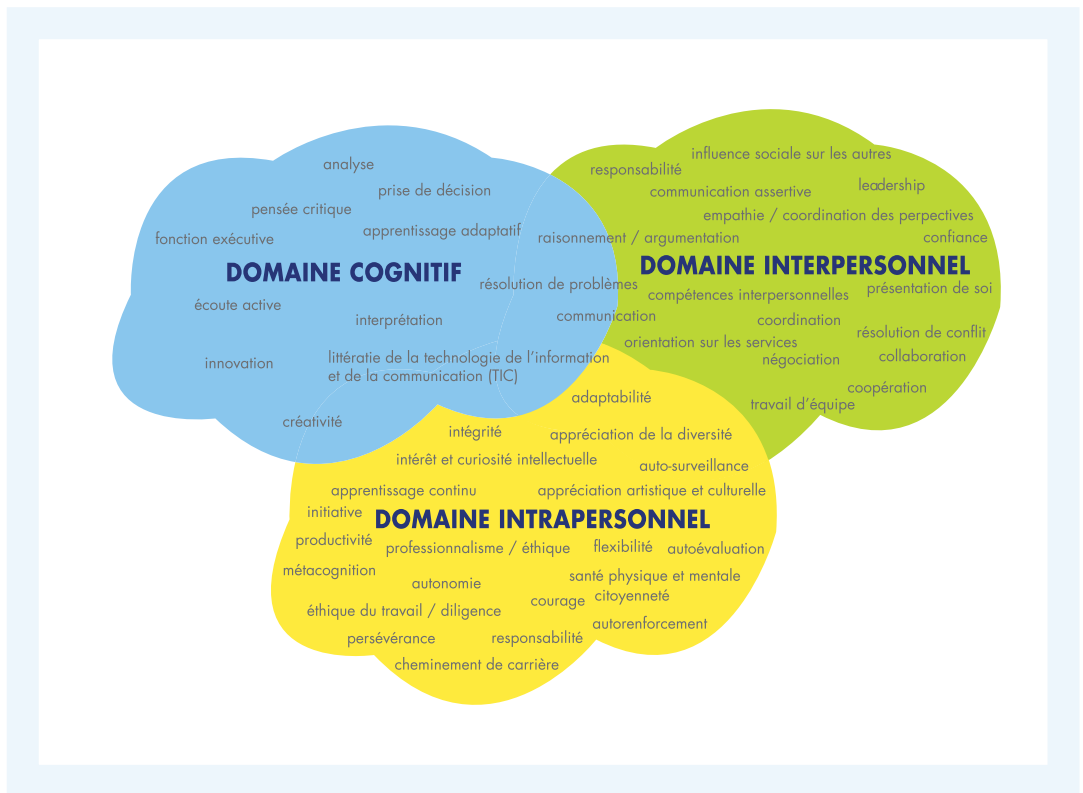 analyse
prise de décision
pensée critique
apprentissage adaptatif
fonction exécutive
DOMAINE COGNITIF
écoute active
interprétation
innovation
littératie de la technologie de l'information
et de la communication (TIC)
créativité
raisonnement / argumentation
résolution de problèmes
communication
influence sociale sur les autres
responsabilité
leadership
communication assertive
empathie / coordination des perpectives
confiance
DOMAINE INTERPERSONNEL
présentation de soi
compétences interpersonnelles
coordination
résolution de conflit
orientation sur les services
négociation
collaboration
coopération
travail d'équipe
adaptabilité
intégrité
appréciation de la diversité
intérêt et curiosité intellectuelle
auto-surveillance
apprentissage continu
appréciation artistique et culturelle
initiative
DOMAINE INTRAPERSONNEL
productivité
professionnalisme / éthique
flexibilité
autoévaluation
métacognition
autonomie
santé physique et mentale
courage
citoyenneté
éthique du travail / diligence
autorenforcement
persévérance
responsabilité
cheminement de carrière